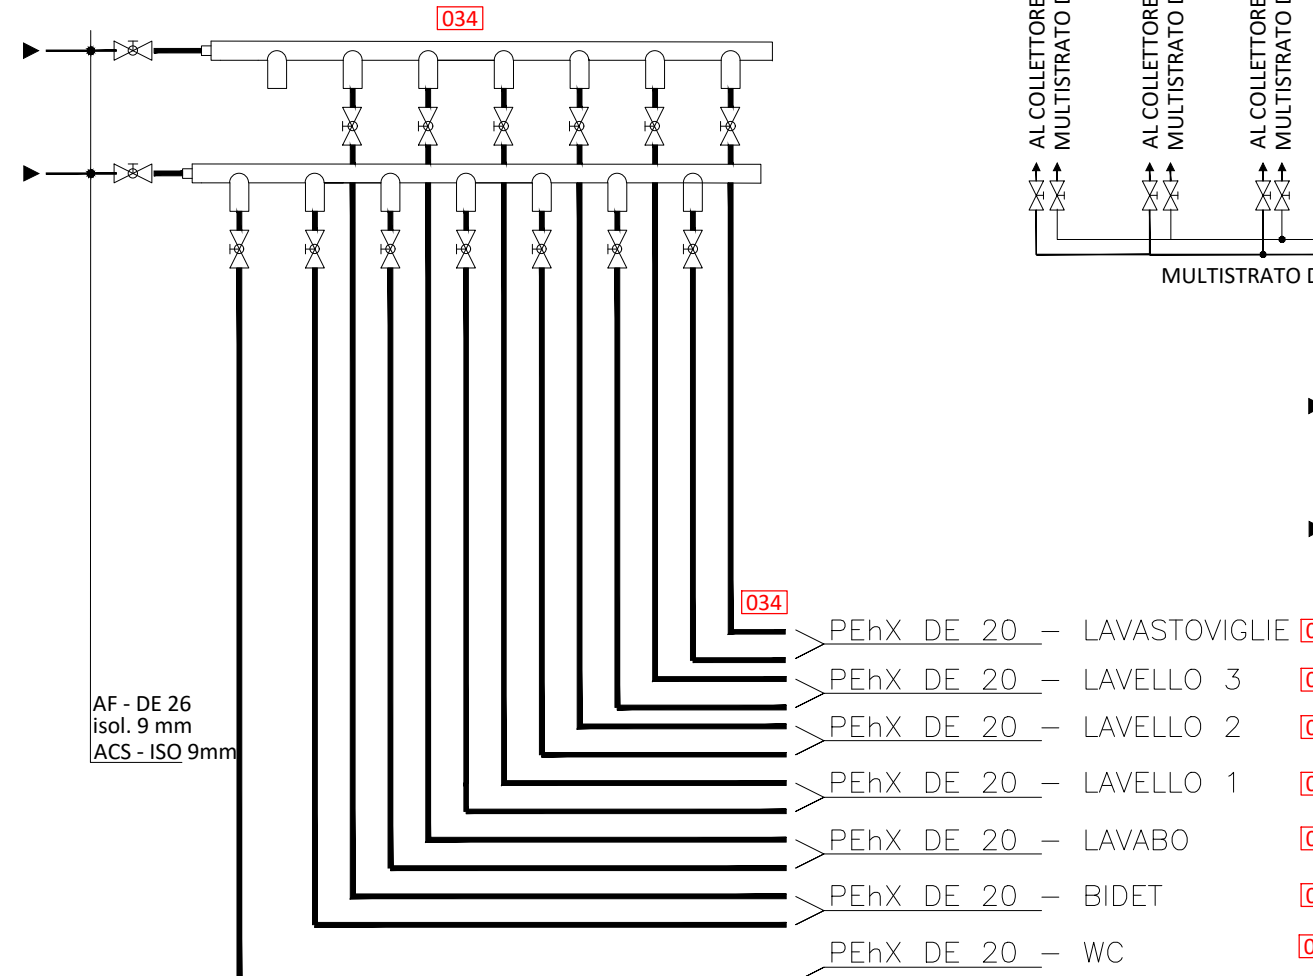 034
AL COLLETTORE
MULTISTRATO
AL COLLETTORE
MULTISTRATO
AL COLLETTORE
MULTISTRATO
MULTISTRATO
034
PEhX DE 20 - LAVASTOVIGLIE
PEhX DE 20 - LAVELLO 3
PEhX DE 20 - LAVELLO 2
PEhX DE 20 - LAVELLO 1
PEhX DE 20 - LAVABO
PEhX DE 20 - BIDET
PEhX DE 20 - WC
AF - DE 26
isol. 9 mm
ACS - ISO 9mm